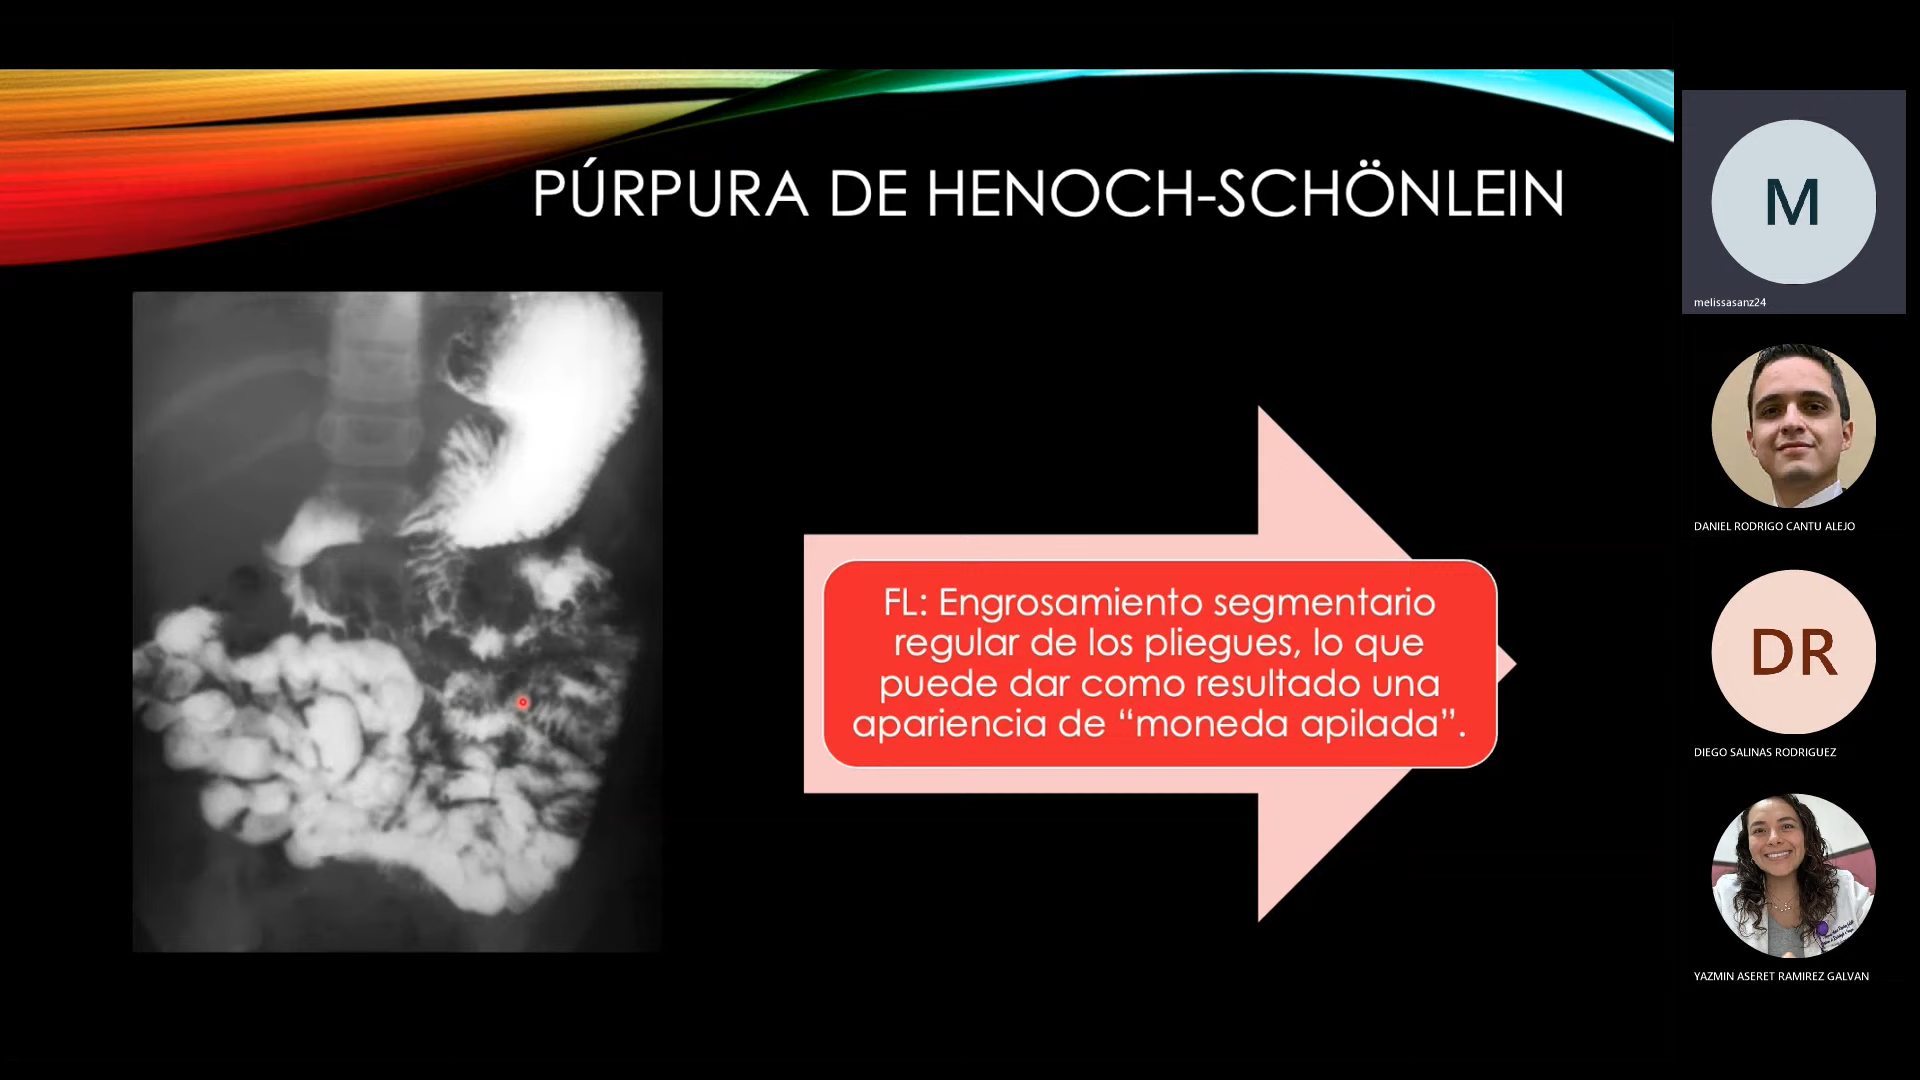 PÚRPURA DE HENOCH-SCHÖNLEIN
FL: Engrosamiento segmentario
regular de los pliegues, lo que
puede dar como resultado una
apariencia de “moneda apilada”.
M
melissasanz24
DANIEL RODRIGO CANTU ALEJO
DR
DIEGO SALINAS RODRIGUEZ
YAZMIN ASERET RAMIREZ GALVAN